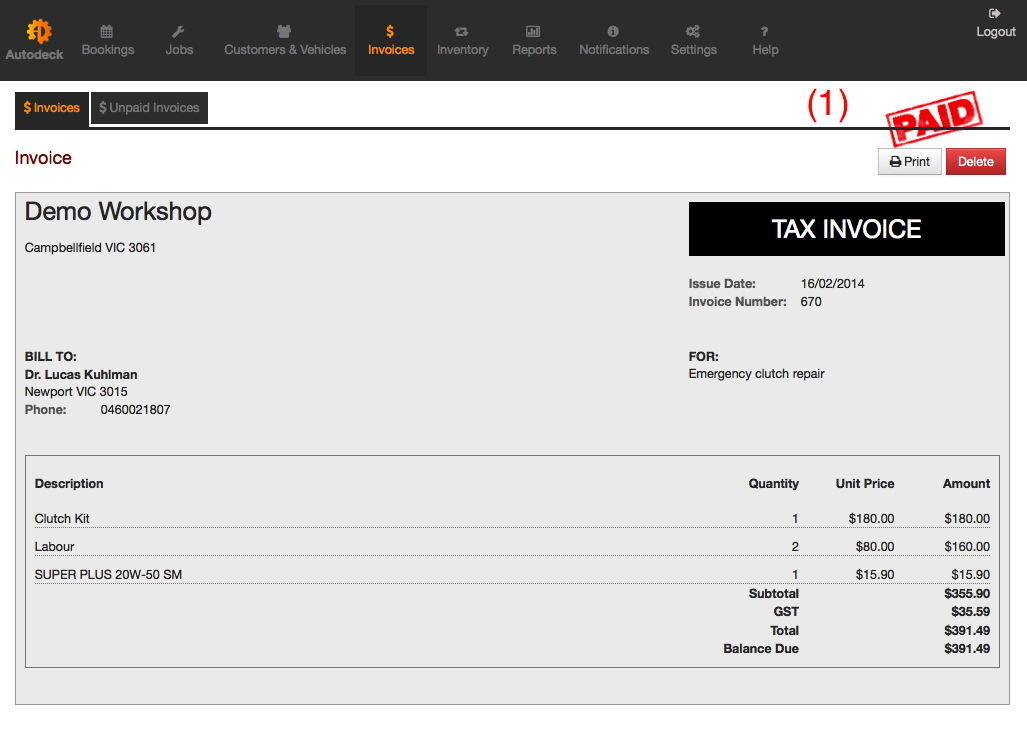 Autodeck Bookings Jobs Customers & Vehicles Invoices Inventory Reports Notifications Settings Help Logout
$ Invoices $ Unpaid Invoices
(1)
PAID
Invoice
Print Delete
Demo Workshop
TAX INVOICE
Campbellfield VIC 3061
Issue Date: 16/02/2014
Invoice Number: 670
BILL TO:
Dr. Lucas Kuhlman
Newport VIC 3015
Phone: 0460021807
FOR:
Emergency clutch repair
Description Quantity Unit Price Amount
Clutch Kit 1 $180.00 $180.00
Labour 2 $80.00 $160.00
SUPER PLUS 20W-50 SM 1 $15.90 $15.90
Subtotal $355.90
GST $35.59
Total $391.49
Balance Due $391.49